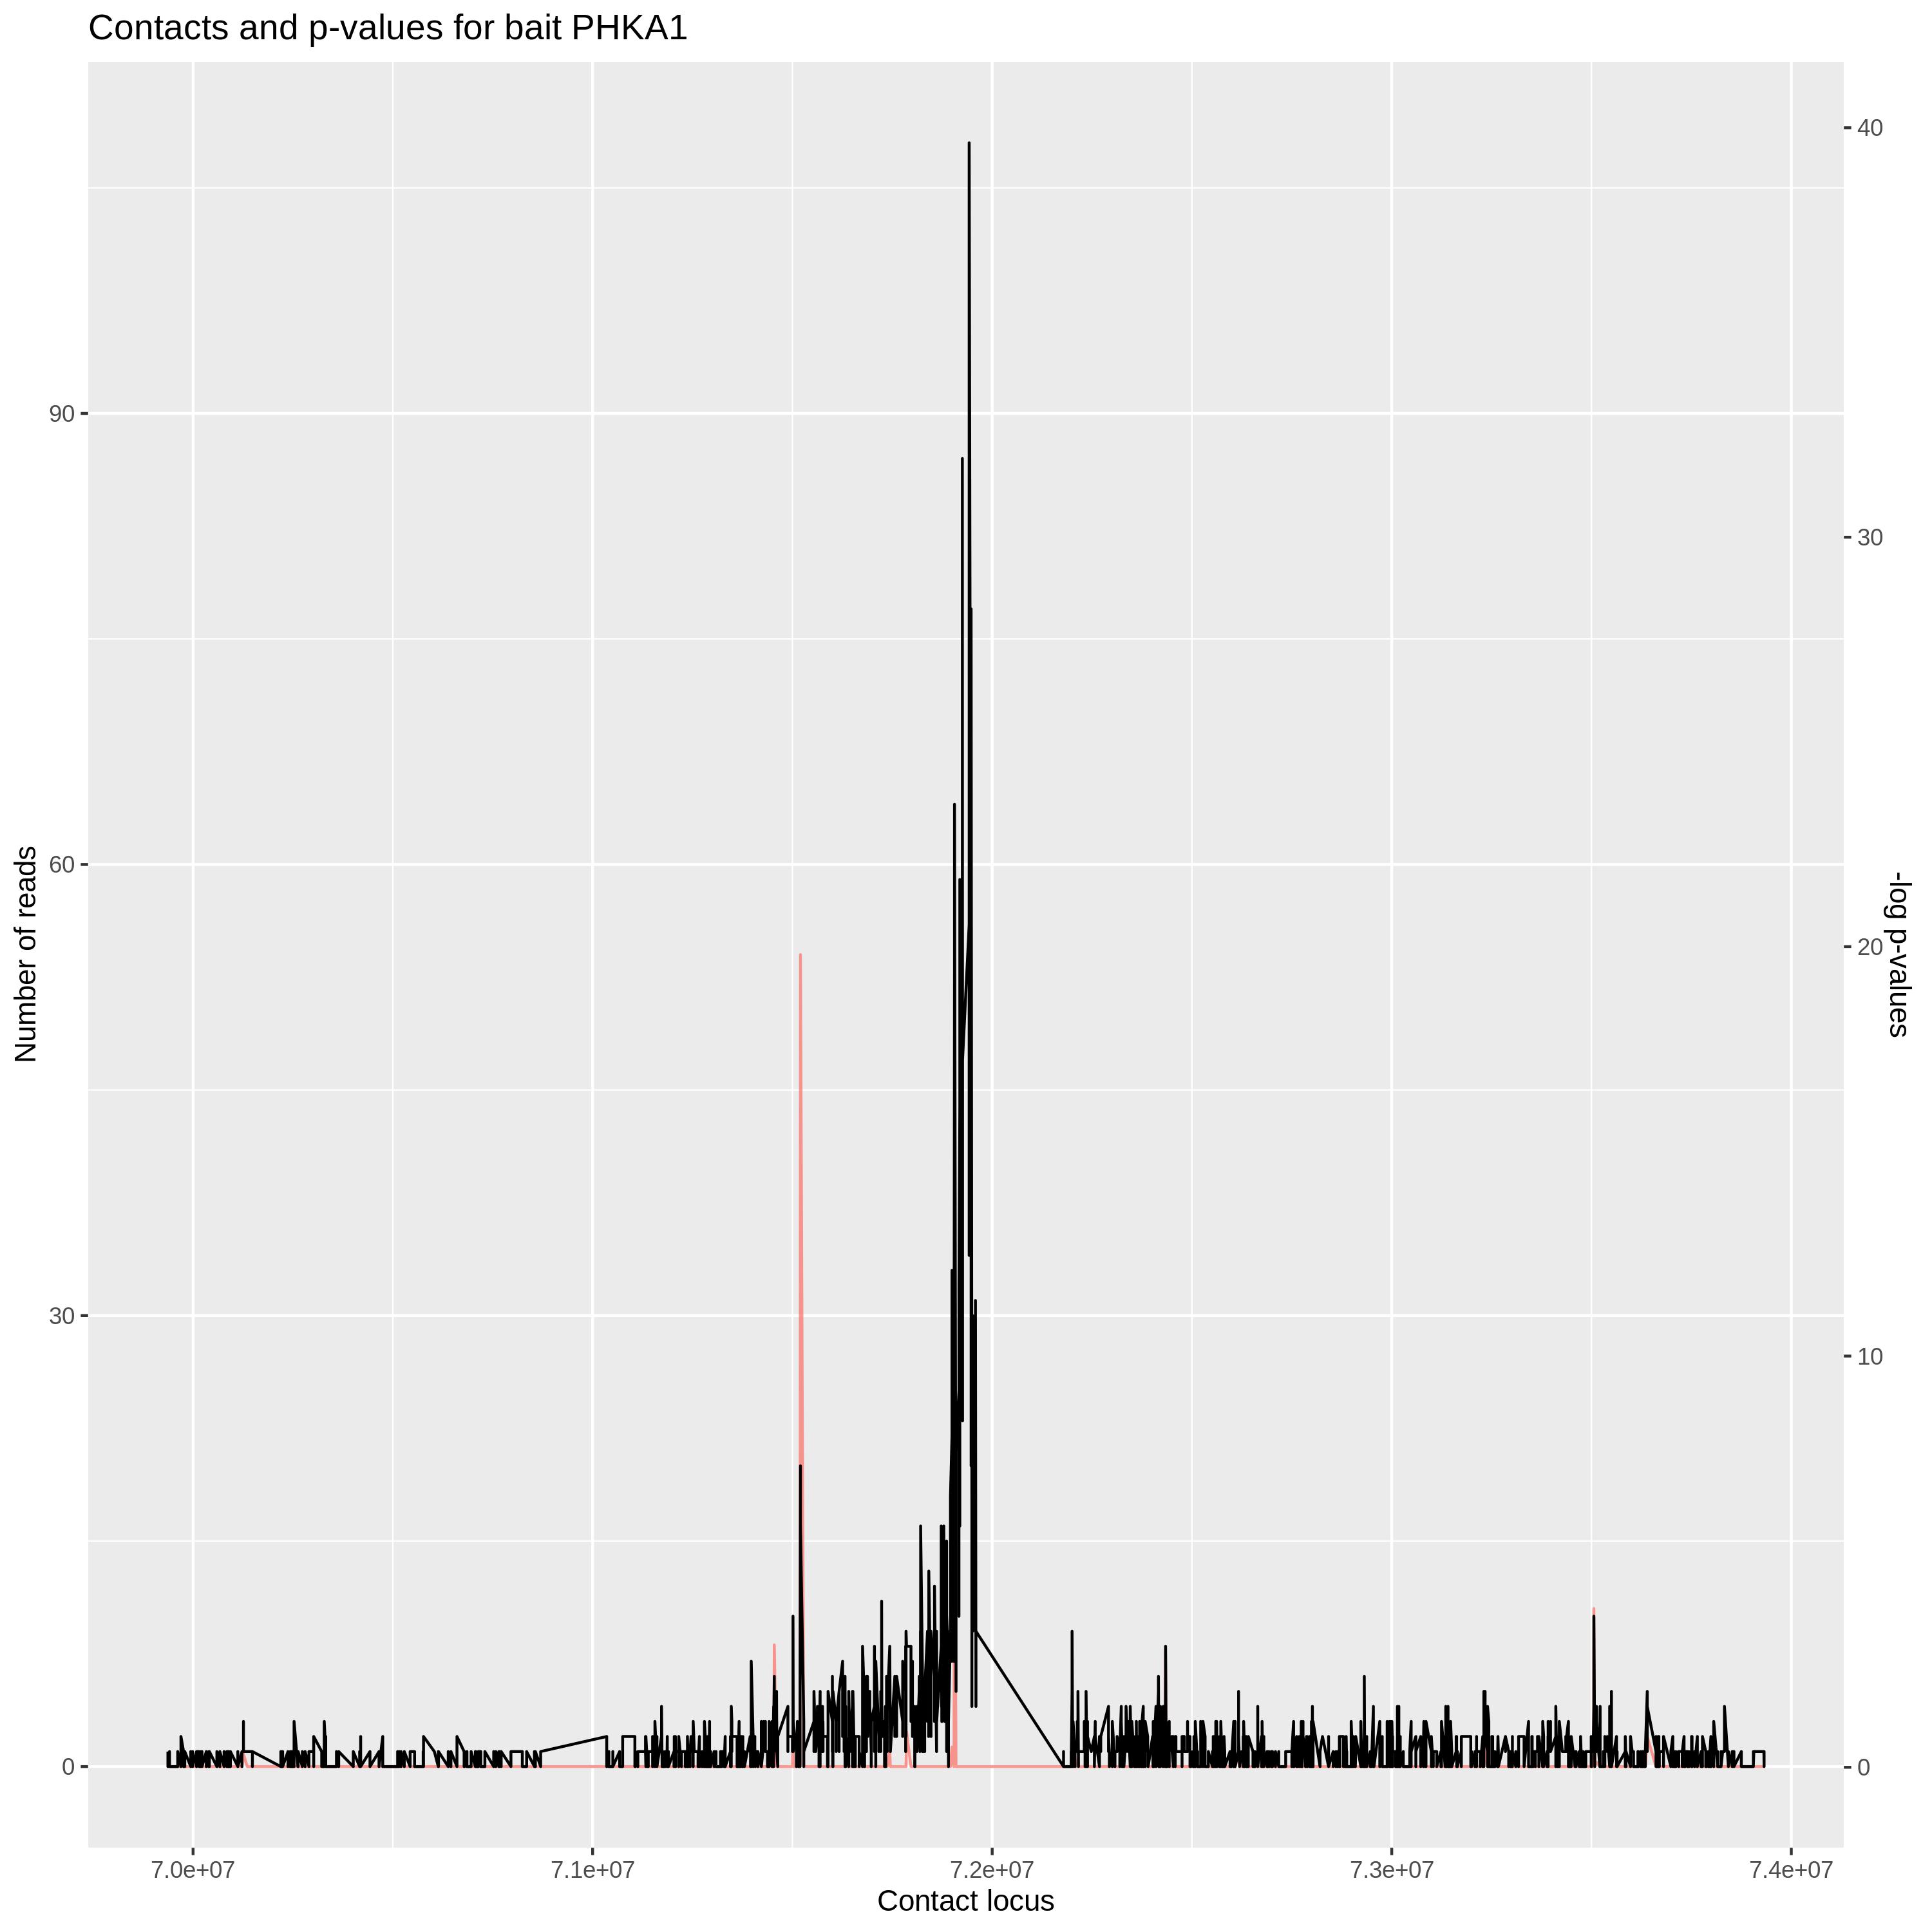 Contacts and p-values for bait PHKA1
Number of reads
90
60
30
0
40
30
20
10
0
-log p-values
7.0e+07 7.1e+07 7.2e+07 7.3e+07 7.4e+07
Contact locus